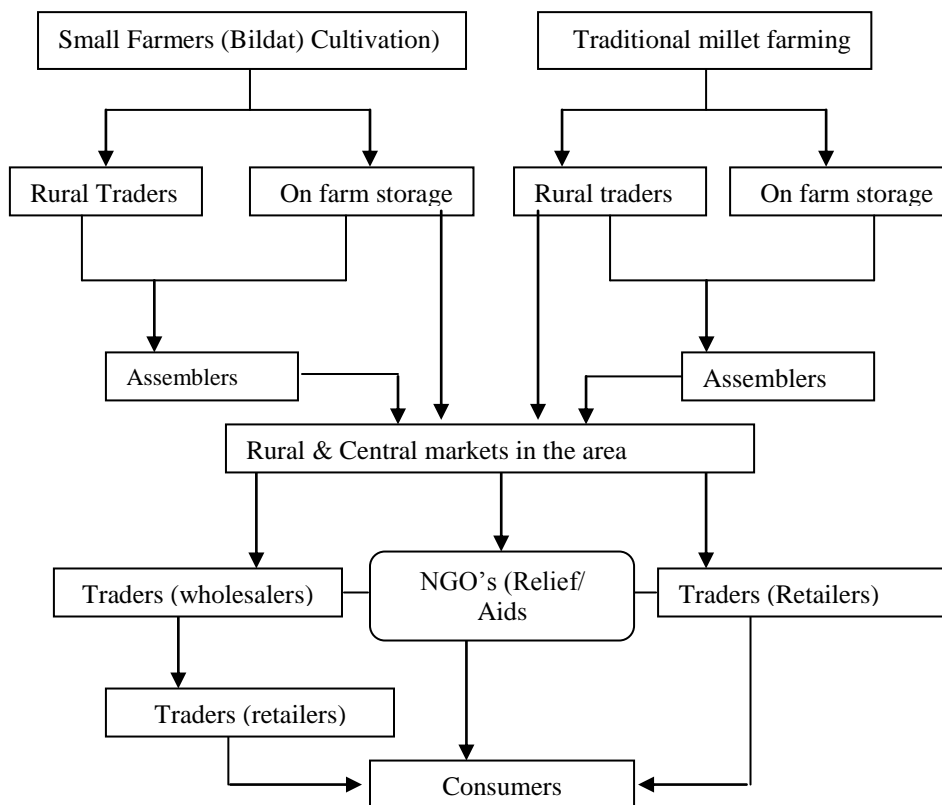 Small Farmers (Bildat) Cultivation)
Traditional millet farming
Rural Traders
On farm storage
Rural traders
On farm storage
Assemblers
Assemblers
Rural & Central markets in the area
Traders (wholesalers)
NGO’s (Relief/
Aids
Traders (Retailers)
Traders (retailers)
Consumers